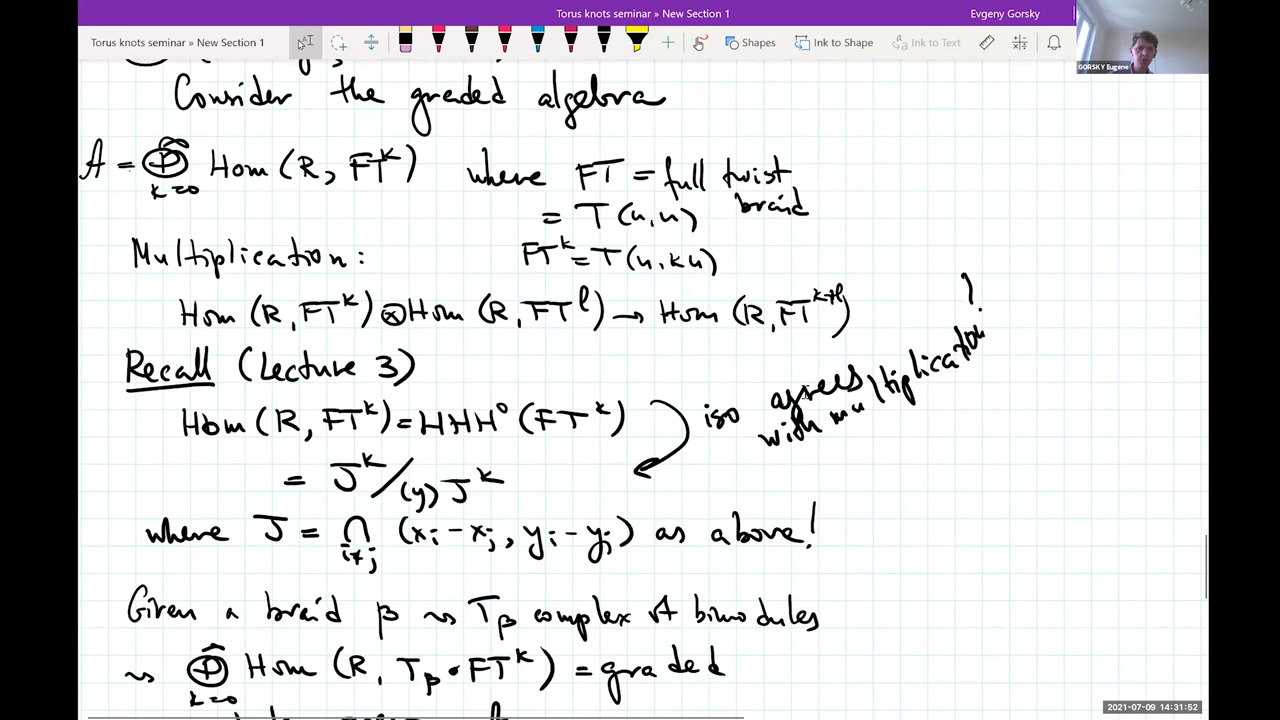 Torus knots seminar » New Section 1
Evgeny Gorsky
Torus knots seminar » New Section 1
Shapes
Ink to Shape
Ink to Text
GORSKY Eugene
Consider the graded algebra
A = ⊕_{k=0}^{∞} Hom (R, FT^k) where FT = full twist braid
= T(n,n)
Multiplication: FT^k = T(n, kn)
Hom (R, FT^k) ⊗ Hom (R, FT^l) → Hom (R, FT^{k+l})
Recall (Lecture 3)
Hom (R, FT^k) = HHH^0 (FT^k) iso agrees with multiplication!
= J^k/(y) J^k
where J = ∩_{i≠j} (x_i - x_j, y_i - y_j) as above!
Given a braid β ⇝ T_β complex of bimodules
⇝ ⊕_{k=0}^{∞} Hom (R, T_β · FT^k) = graded
2021-07-09 14:31:52